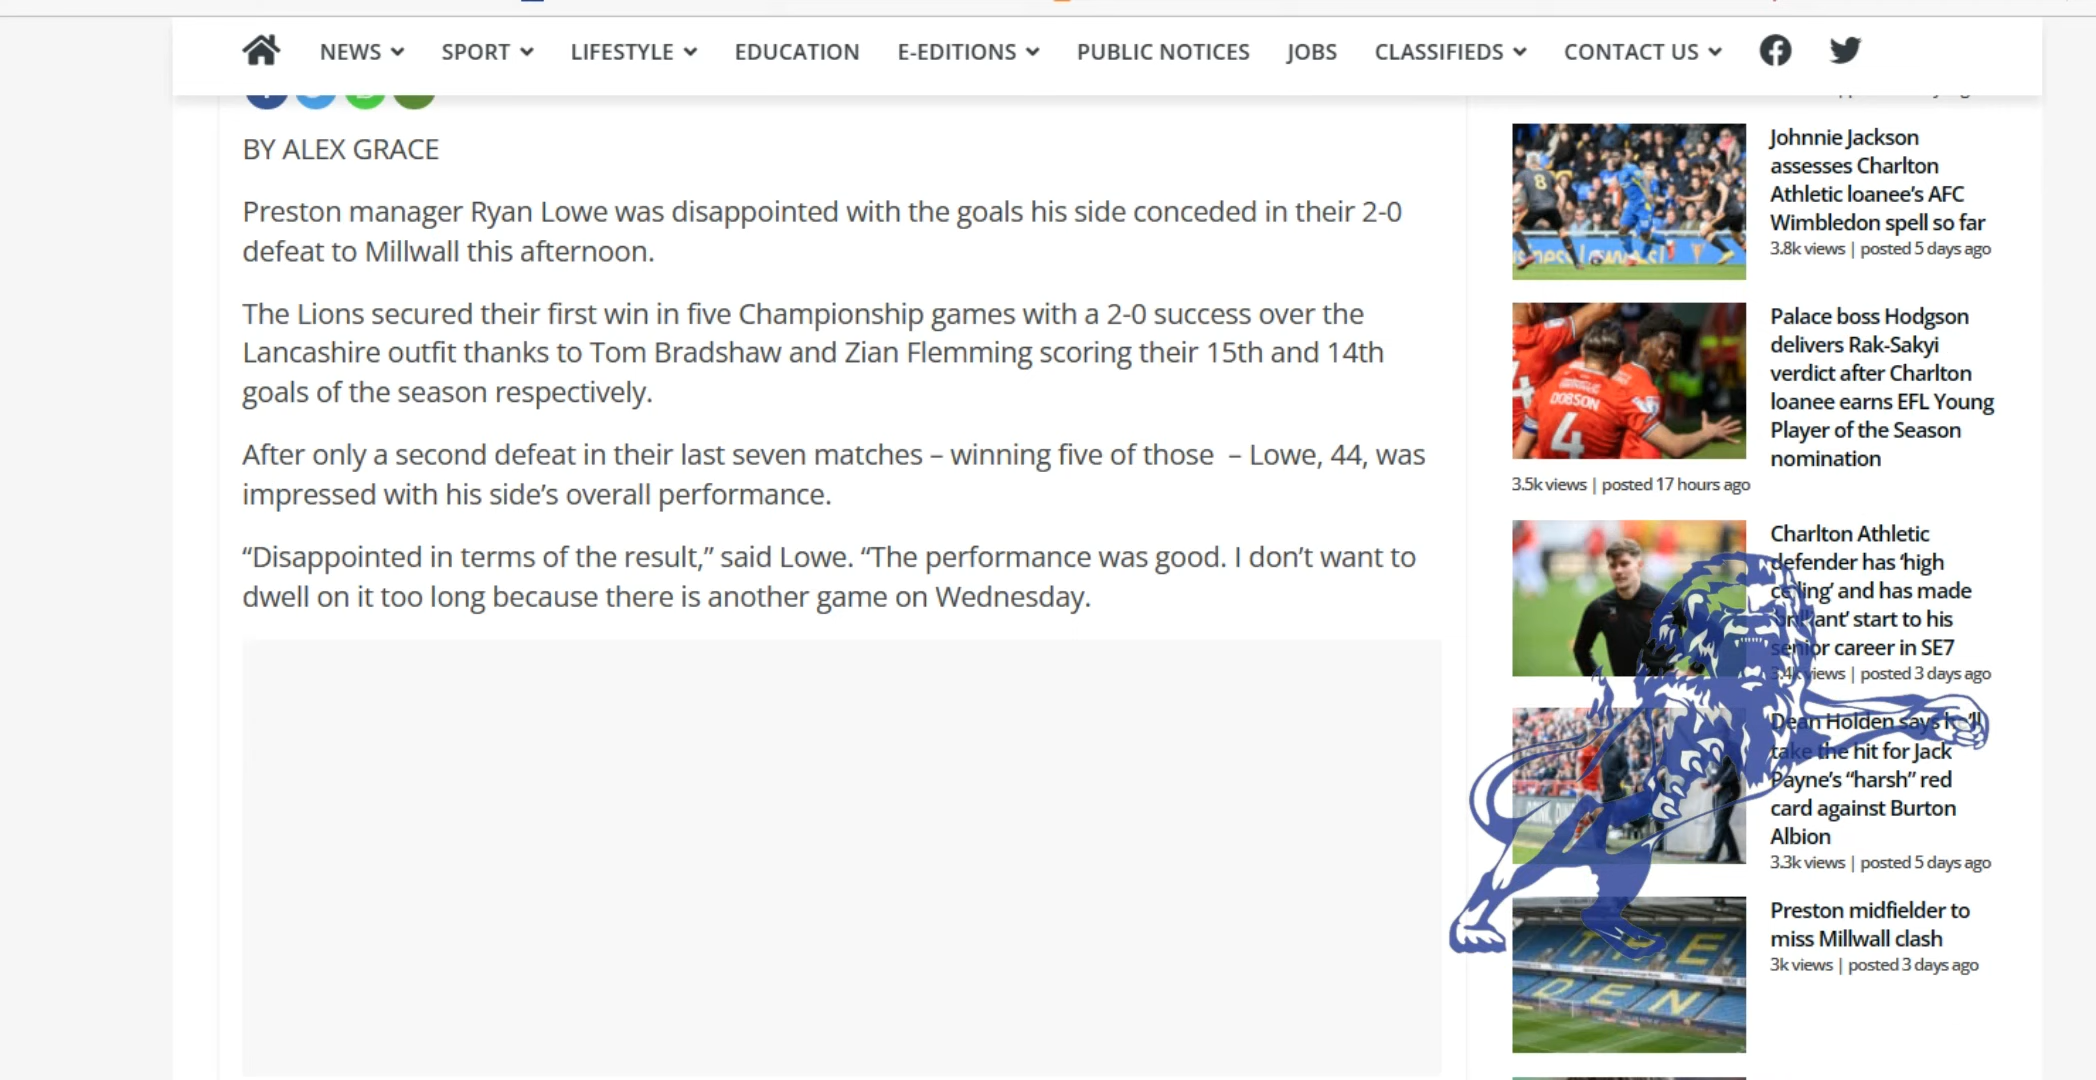 NEWS SPORT LIFESTYLE EDUCATION E-EDITIONS PUBLIC NOTICES JOBS CLASSIFIEDS CONTACT US
BY ALEX GRACE
Preston manager Ryan Lowe was disappointed with the goals his side conceded in their 2-0
defeat to Millwall this afternoon.
The Lions secured their first win in five Championship games with a 2-0 success over the
Lancashire outfit thanks to Tom Bradshaw and Zian Flemming scoring their 15th and 14th
goals of the season respectively.
After only a second defeat in their last seven matches – winning five of those – Lowe, 44, was
impressed with his side’s overall performance.
“Disappointed in terms of the result,” said Lowe. “The performance was good. I don’t want to
dwell on it too long because there is another game on Wednesday.
Johnnie Jackson
assesses Charlton
Athletic loanee’s AFC
Wimbledon spell so far
3.8k views | posted 5 days ago
8
Palace boss Hodgson
delivers Rak-Sakyi
verdict after Charlton
loanee earns EFL Young
Player of the Season
nomination
3.5k views | posted 17 hours ago
DOBSON
4
Charlton Athletic
defender has ‘high
ceiling’ and has made
‘brilliant’ start to his
senior career in SE7
3.4k views | posted 3 days ago
Dean Holden says he’ll
take the hit for Jack
Payne’s “harsh” red
card against Burton
Albion
3.3k views | posted 5 days ago
Preston midfielder to
miss Millwall clash
3k views | posted 3 days ago
THE
DEN